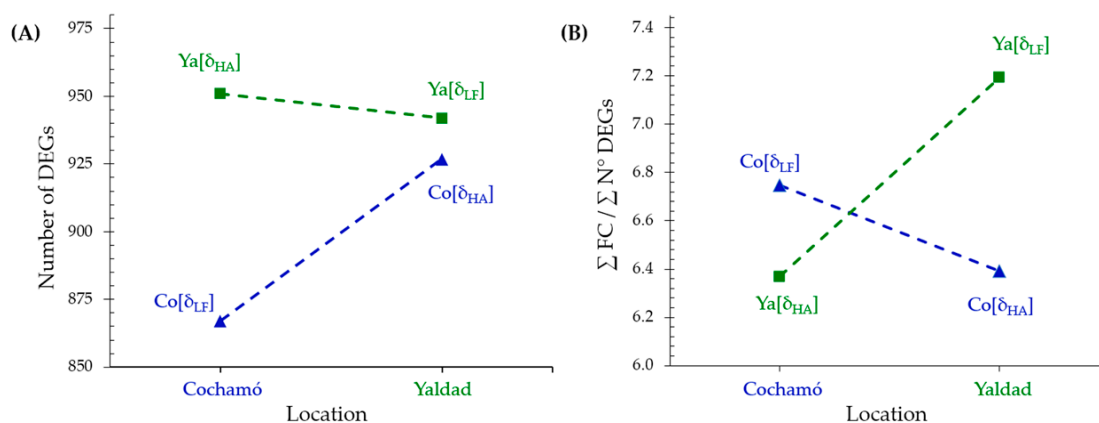 (A)
Number of DEGs
975
950
925
900
875
850
Ya[δHA]
Ya[δLF]
Co[δHA]
Co[δLF]
Cochamó
Yaldad
Location
(B)
∑ FC / ∑ N° DEGs
7.4
7.2
7.0
6.8
6.6
6.4
6.2
6.0
Ya[δLF]
Co[δLF]
Ya[δHA]
Co[δHA]
Cochamó
Yaldad
Location